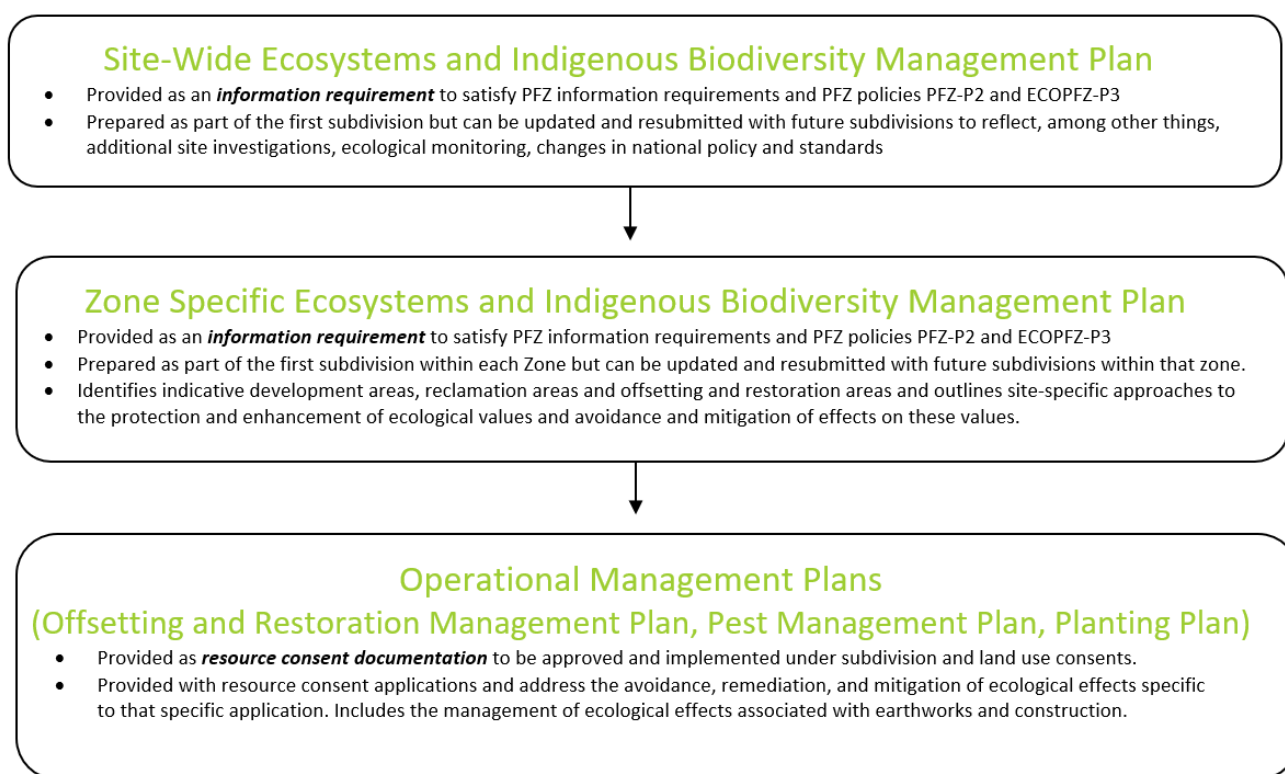 Site-Wide Ecosystems and Indigenous Biodiversity Management Plan
• Provided as an information requirement to satisfy PFZ information requirements and PFZ policies PFZ-P2 and ECOPFZ-P3
• Prepared as part of the first subdivision but can be updated and resubmitted with future subdivisions to reflect, among other things,
additional site investigations, ecological monitoring, changes in national policy and standards
Zone Specific Ecosystems and Indigenous Biodiversity Management Plan
• Provided as an information requirement to satisfy PFZ information requirements and PFZ policies PFZ-P2 and ECOPFZ-P3
• Prepared as part of the first subdivision within each Zone but can be updated and resubmitted with future subdivisions within that zone.
• Identifies indicative development areas, reclamation areas and offsetting and restoration areas and outlines site-specific approaches to
the protection and enhancement of ecological values and avoidance and mitigation of effects on these values.
Operational Management Plans
(Offsetting and Restoration Management Plan, Pest Management Plan, Planting Plan)
• Provided as resource consent documentation to be approved and implemented under subdivision and land use consents.
• Provided with resource consent applications and address the avoidance, remediation, and mitigation of ecological effects specific
to that specific application. Includes the management of ecological effects associated with earthworks and construction.